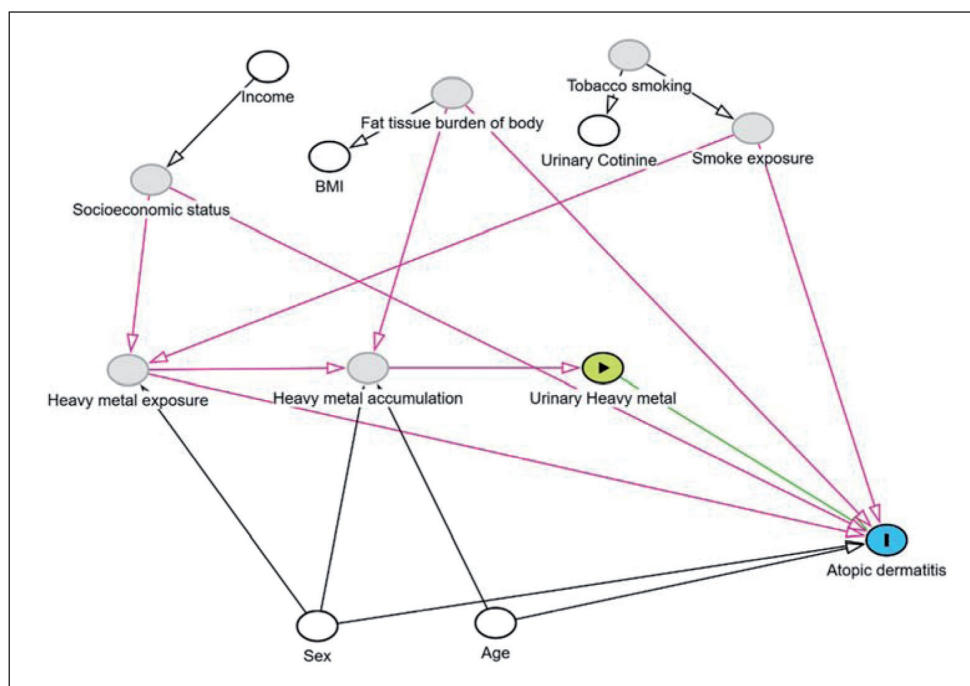 Income
Tobacco smoking
Fat tissue burden of body
Urinary Cotinine
Smoke exposure
BMI
Socioeconomic status
Heavy metal exposure
Heavy metal accumulation
Urinary Heavy metal
Atopic dermatitis
Sex
Age